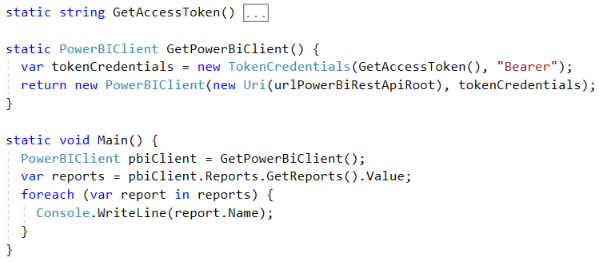 static string GetAccessToken() ...
static PowerBIClient GetPowerBiClient() {
var tokenCredentials = new TokenCredentials(GetAccessToken(), "Bearer");
return new PowerBIClient(new Uri(urlPowerBiRestApiRoot), tokenCredentials);
}
static void Main() {
PowerBIClient pbiClient = GetPowerBiClient();
var reports = pbiClient.Reports.GetReports().Value;
foreach (var report in reports) {
Console.WriteLine(report.Name);
}
}